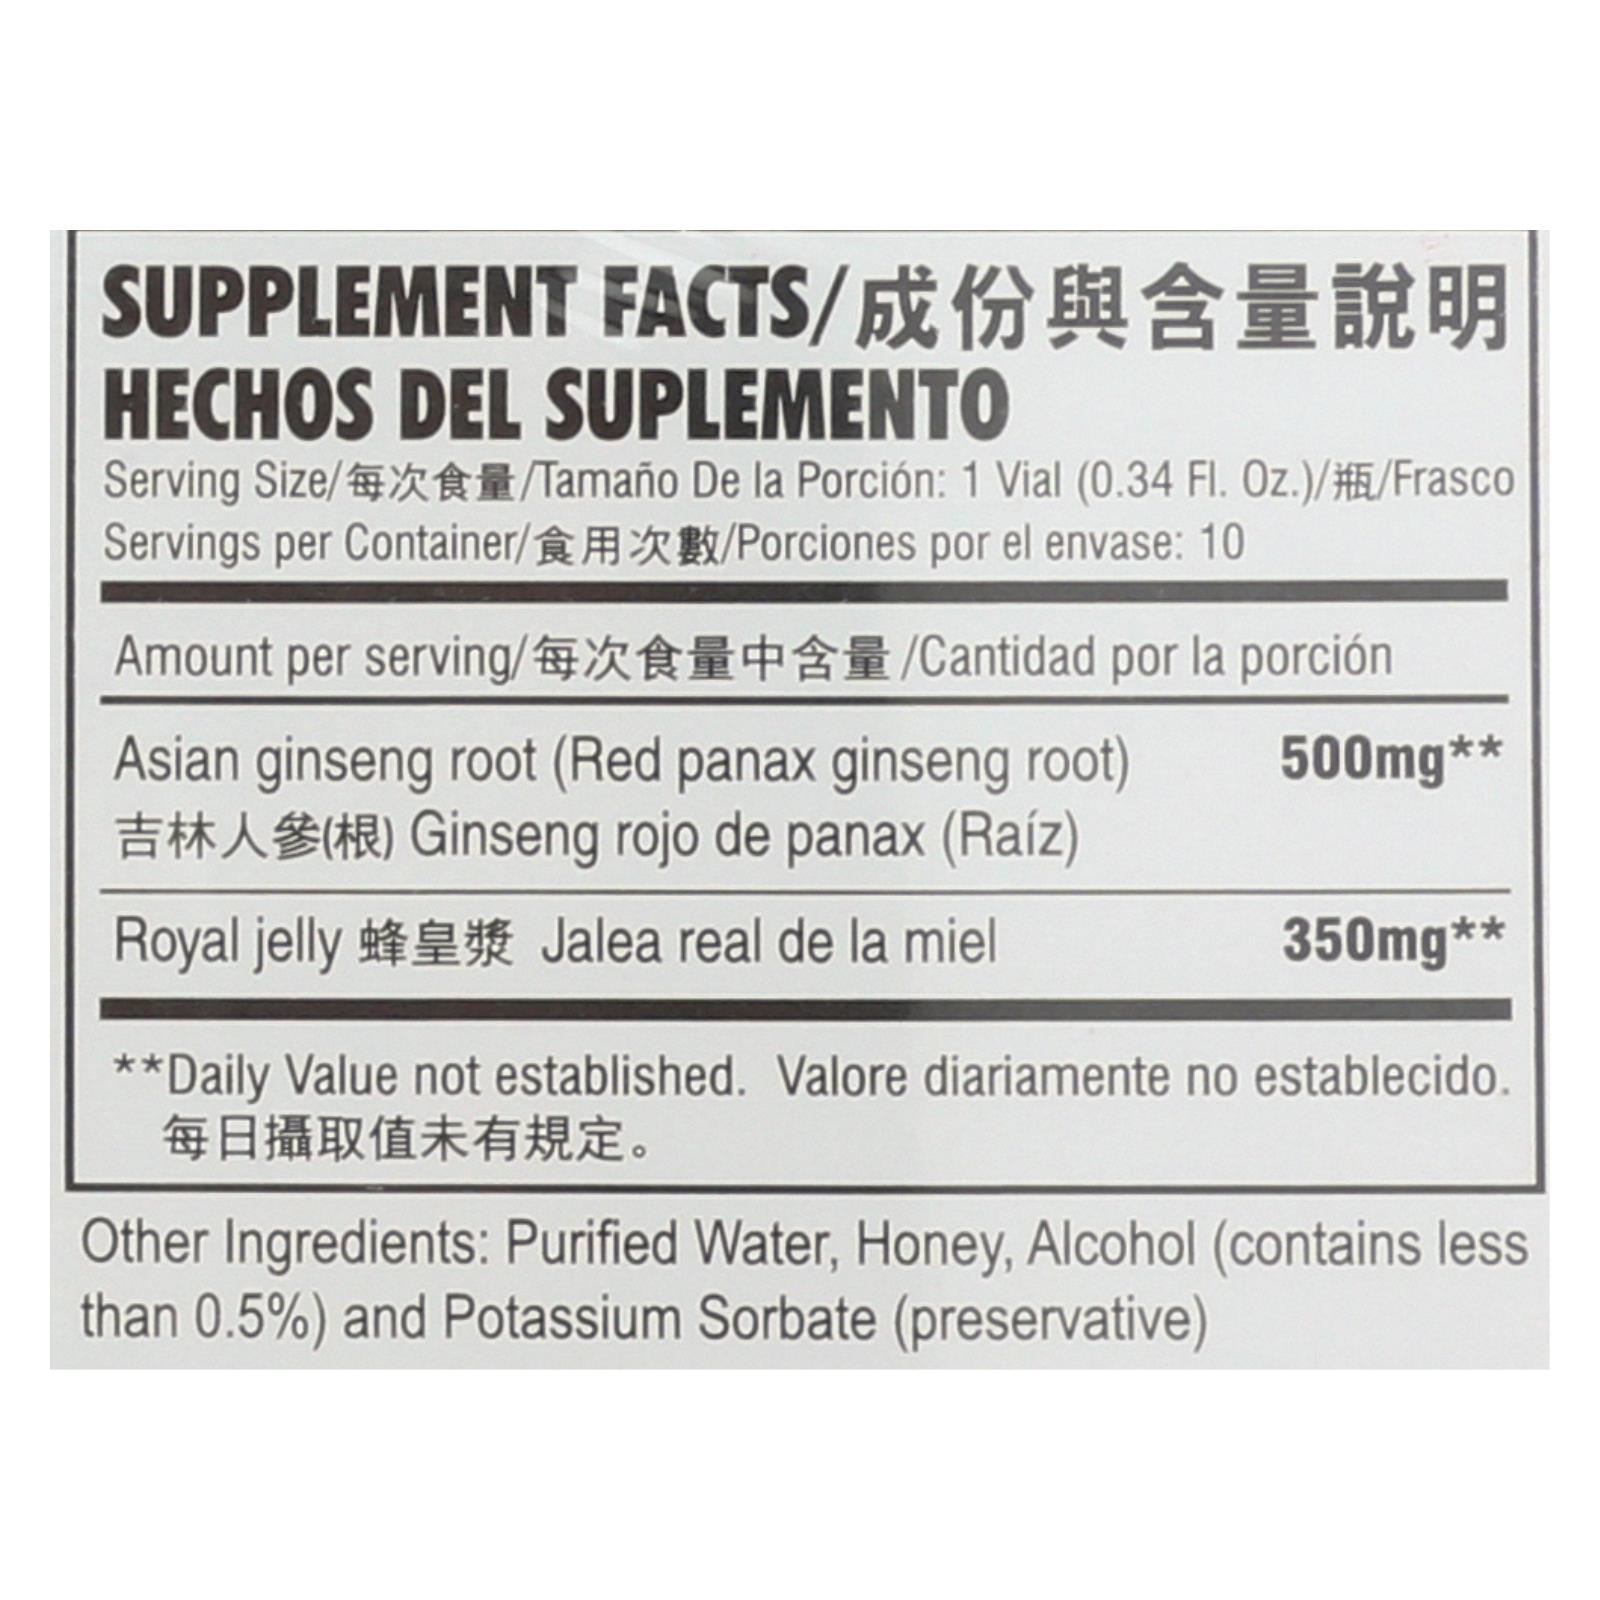 SUPPLEMENT FACTS/成份與含量說明
HECHOS DEL SUPLEMENTO
Serving Size/每次食量/Tamaño De la Porción: 1 Vial (0.34 Fl. Oz.)/瓶/Frasco
Servings per Container/食用次數/Porciones por el envase: 10
Amount per serving/每次食量中含量/Cantidad por la porción
Asian ginseng root (Red panax ginseng root) 500mg**
吉林人參(根) Ginseng rojo de panax (Raíz)
Royal jelly 蜂皇漿 Jalea real de la miel 350mg**
**Daily Value not established. Valore diariamente no establecido.
每日攝取值未有規定。
Other Ingredients: Purified Water, Honey, Alcohol (contains less
than 0.5%) and Potassium Sorbate (preservative)